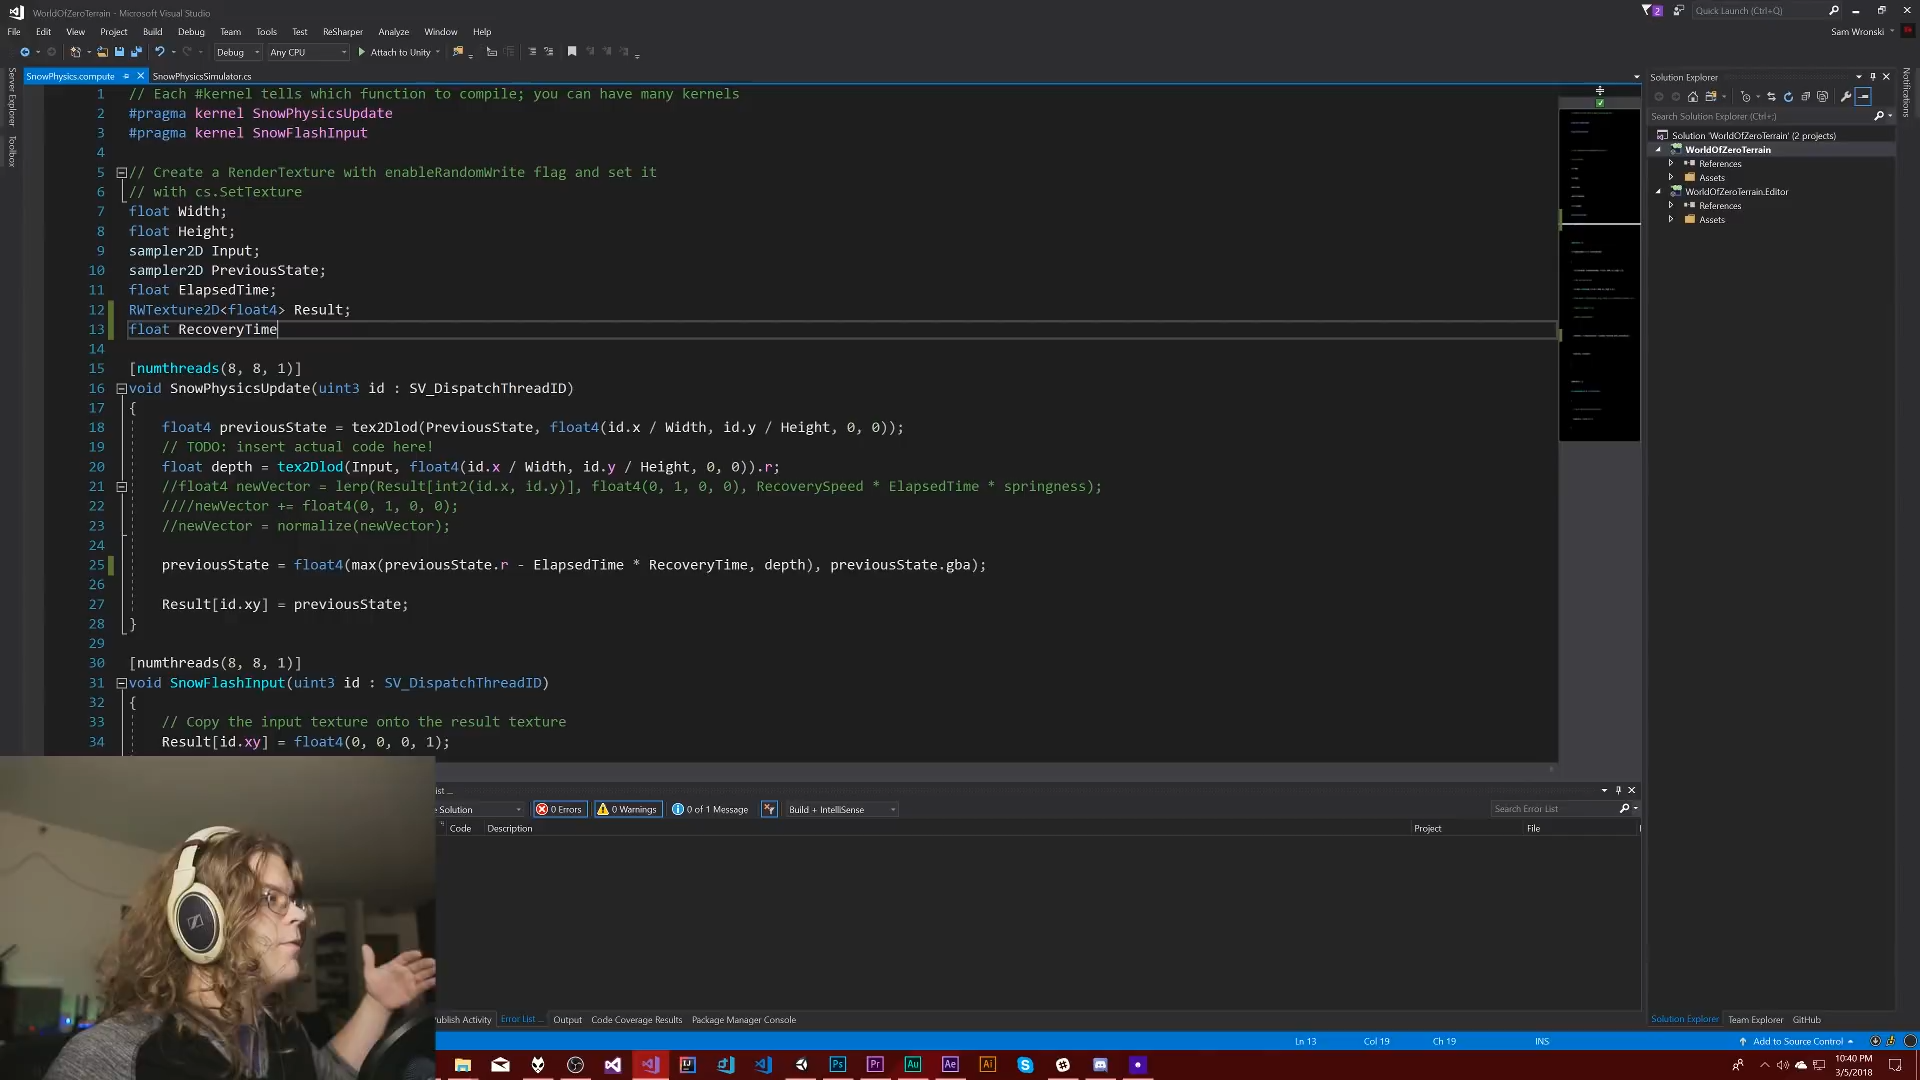 WorldOfZeroTerrain - Microsoft Visual Studio
2
Quick Launch (Ctrl+Q)
File Edit View Project Build Debug Team Tools Test ReSharper Analyze Window Help
Sam Wronski
Debug Any CPU Attach to Unity
Server Explorer
Toolbox
SnowPhysics.compute SnowPhysicsSimulator.cs
1 // Each #kernel tells which function to compile; you can have many kernels
2 #pragma kernel SnowPhysicsUpdate
3 #pragma kernel SnowFlashInput
4
5 // Create a RenderTexture with enableRandomWrite flag and set it
6 // with cs.SetTexture
7 float Width;
8 float Height;
9 sampler2D Input;
10 sampler2D PreviousState;
11 float ElapsedTime;
12 RWTexture2D<float4> Result;
13 float RecoveryTime
14
15 [numthreads(8, 8, 1)]
16 void SnowPhysicsUpdate(uint3 id : SV_DispatchThreadID)
17 {
18 float4 previousState = tex2Dlod(PreviousState, float4(id.x / Width, id.y / Height, 0, 0));
19 // TODO: insert actual code here!
20 float depth = tex2Dlod(Input, float4(id.x / Width, id.y / Height, 0, 0)).r;
21 //float4 newVector = lerp(Result[int2(id.x, id.y)], float4(0, 1, 0, 0), RecoverySpeed * ElapsedTime * springness);
22 ////newVector += float4(0, 1, 0, 0);
23 //newVector = normalize(newVector);
24
25 previousState = float4(max(previousState.r - ElapsedTime * RecoveryTime, depth), previousState.gba);
26
27 Result[id.xy] = previousState;
28 }
29
30 [numthreads(8, 8, 1)]
31 void SnowFlashInput(uint3 id : SV_DispatchThreadID)
32 {
33 // Copy the input texture onto the result texture
34 Result[id.xy] = float4(0, 0, 0, 1);
Solution Explorer
Search Solution Explorer (Ctrl+;)
Solution 'WorldOfZeroTerrain' (2 projects)
WorldOfZeroTerrain
References
Assets
WorldOfZeroTerrain.Editor
References
Assets
Notifications
ist ...
e Solution 0 Errors 0 Warnings 0 of 1 Message Build + IntelliSense Search Error List
Code Description Project File
ublish Activity Error List ... Output Code Coverage Results Package Manager Console
Solution Explorer Team Explorer GitHub
Ln 13 Col 19 Ch 19 INS Add to Source Control
Ps Pr Au Ae Ai
10:40 PM
3/5/2018